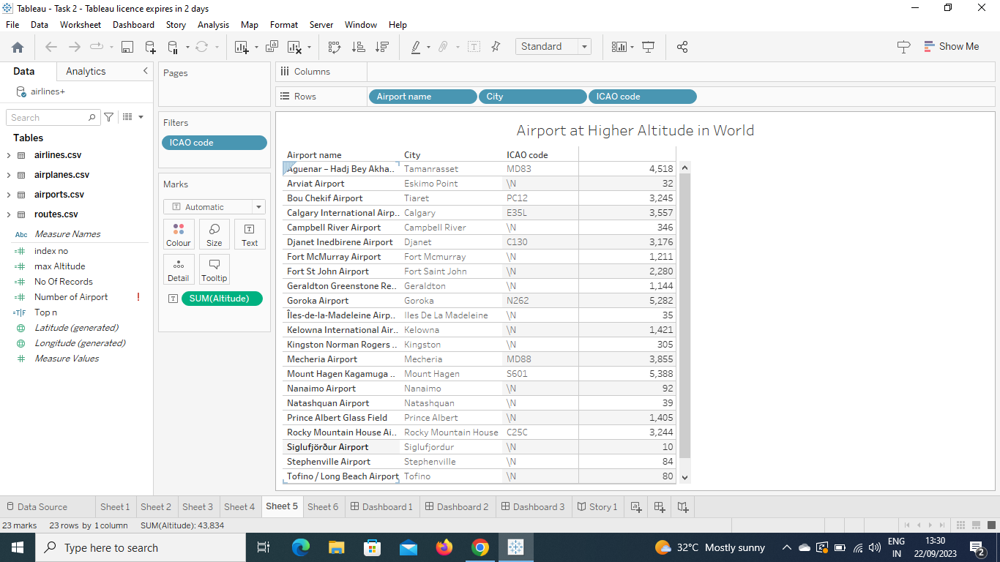 Tableau - Task 2 - Tableau licence expires in 2 days
File Data Worksheet Dashboard Story Analysis Map Format Server Window Help
Standard
Show Me
Data Analytics
airlines+
Search
Tables
airlines.csv
airplanes.csv
airports.csv
routes.csv
Abc Measure Names
index no
max Altitude
No Of Records
Number of Airport !
T|F Top n
Latitude (generated)
Longitude (generated)
Measure Values
Pages
Filters
ICAO code
Marks
Automatic
Colour Size Text
Detail Tooltip
SUM(Altitude)
Columns
Rows Airport name City ICAO code
Airport at Higher Altitude in World
Airport name City ICAO code
Aguenar – Hadj Bey Akha.. Tamanrasset MD83 4,518
Arviat Airport Eskimo Point \N 32
Bou Chekif Airport Tiaret PC12 3,245
Calgary International Airp.. Calgary E35L 3,557
Campbell River Airport Campbell River \N 346
Djanet Inedbirene Airport Djanet C130 3,176
Fort McMurray Airport Fort Mcmurray \N 1,211
Fort St John Airport Fort Saint John \N 2,280
Geraldton Greenstone Re.. Geraldton \N 1,144
Goroka Airport Goroka N262 5,282
Îles-de-la-Madeleine Airp.. Iles De La Madeleine \N 35
Kelowna International Air.. Kelowna \N 1,421
Kingston Norman Rogers .. Kingston \N 305
Mecheria Airport Mecheria MD88 3,855
Mount Hagen Kagamuga .. Mount Hagen S601 5,388
Nanaimo Airport Nanaimo \N 92
Natashquan Airport Natashquan \N 39
Prince Albert Glass Field Prince Albert \N 1,405
Rocky Mountain House Ai.. Rocky Mountain House C25C 3,244
Siglufjörður Airport Siglufjordur \N 10
Stephenville Airport Stephenville \N 84
Tofino / Long Beach Airport Tofino \N 80
Data Source Sheet 1 Sheet 2 Sheet 3 Sheet 4 Sheet 5 Sheet 6 Dashboard 1 Dashboard 2 Dashboard 3 Story 1
23 marks 23 rows by 1 column SUM(Altitude): 43,834
Type here to search
32°C Mostly sunny
ENG
IN
13:30
22/09/2023
2